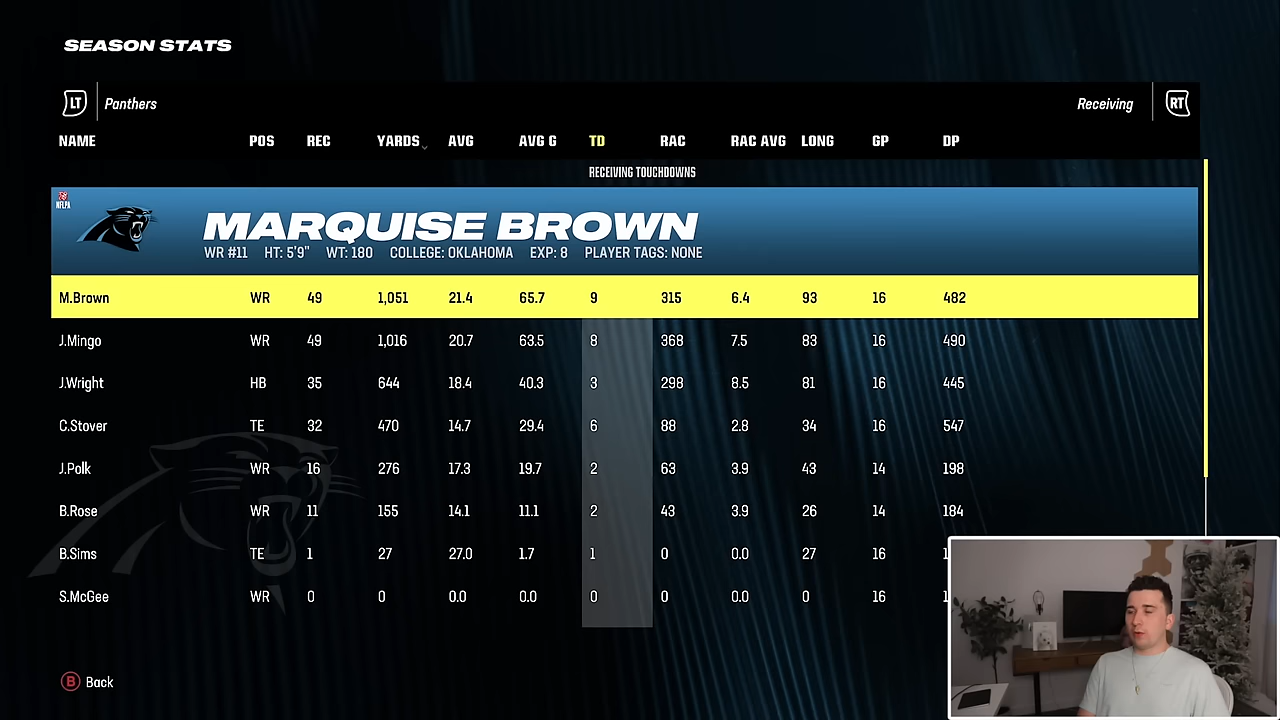 SEASON STATS
LT Panthers Receiving RT
NAME POS REC YARDS AVG AVG G TD RAC RAC AVG LONG GP DP
RECEIVING TOUCHDOWNS
NFLPA
MARQUISE BROWN
WR #11 HT: 5'9" WT: 180 COLLEGE: OKLAHOMA EXP: 8 PLAYER TAGS: NONE
M.Brown WR 49 1,051 21.4 65.7 9 315 6.4 93 16 482
J.Mingo WR 49 1,016 20.7 63.5 8 368 7.5 83 16 490
J.Wright HB 35 644 18.4 40.3 3 298 8.5 81 16 445
C.Stover TE 32 470 14.7 29.4 6 88 2.8 34 16 547
J.Polk WR 16 276 17.3 19.7 2 63 3.9 43 14 198
B.Rose WR 11 155 14.1 11.1 2 43 3.9 26 14 184
B.Sims TE 1 27 27.0 1.7 1 0 0.0 27 16
S.McGee WR 0 0 0.0 0.0 0 0 0.0 0 16
B Back